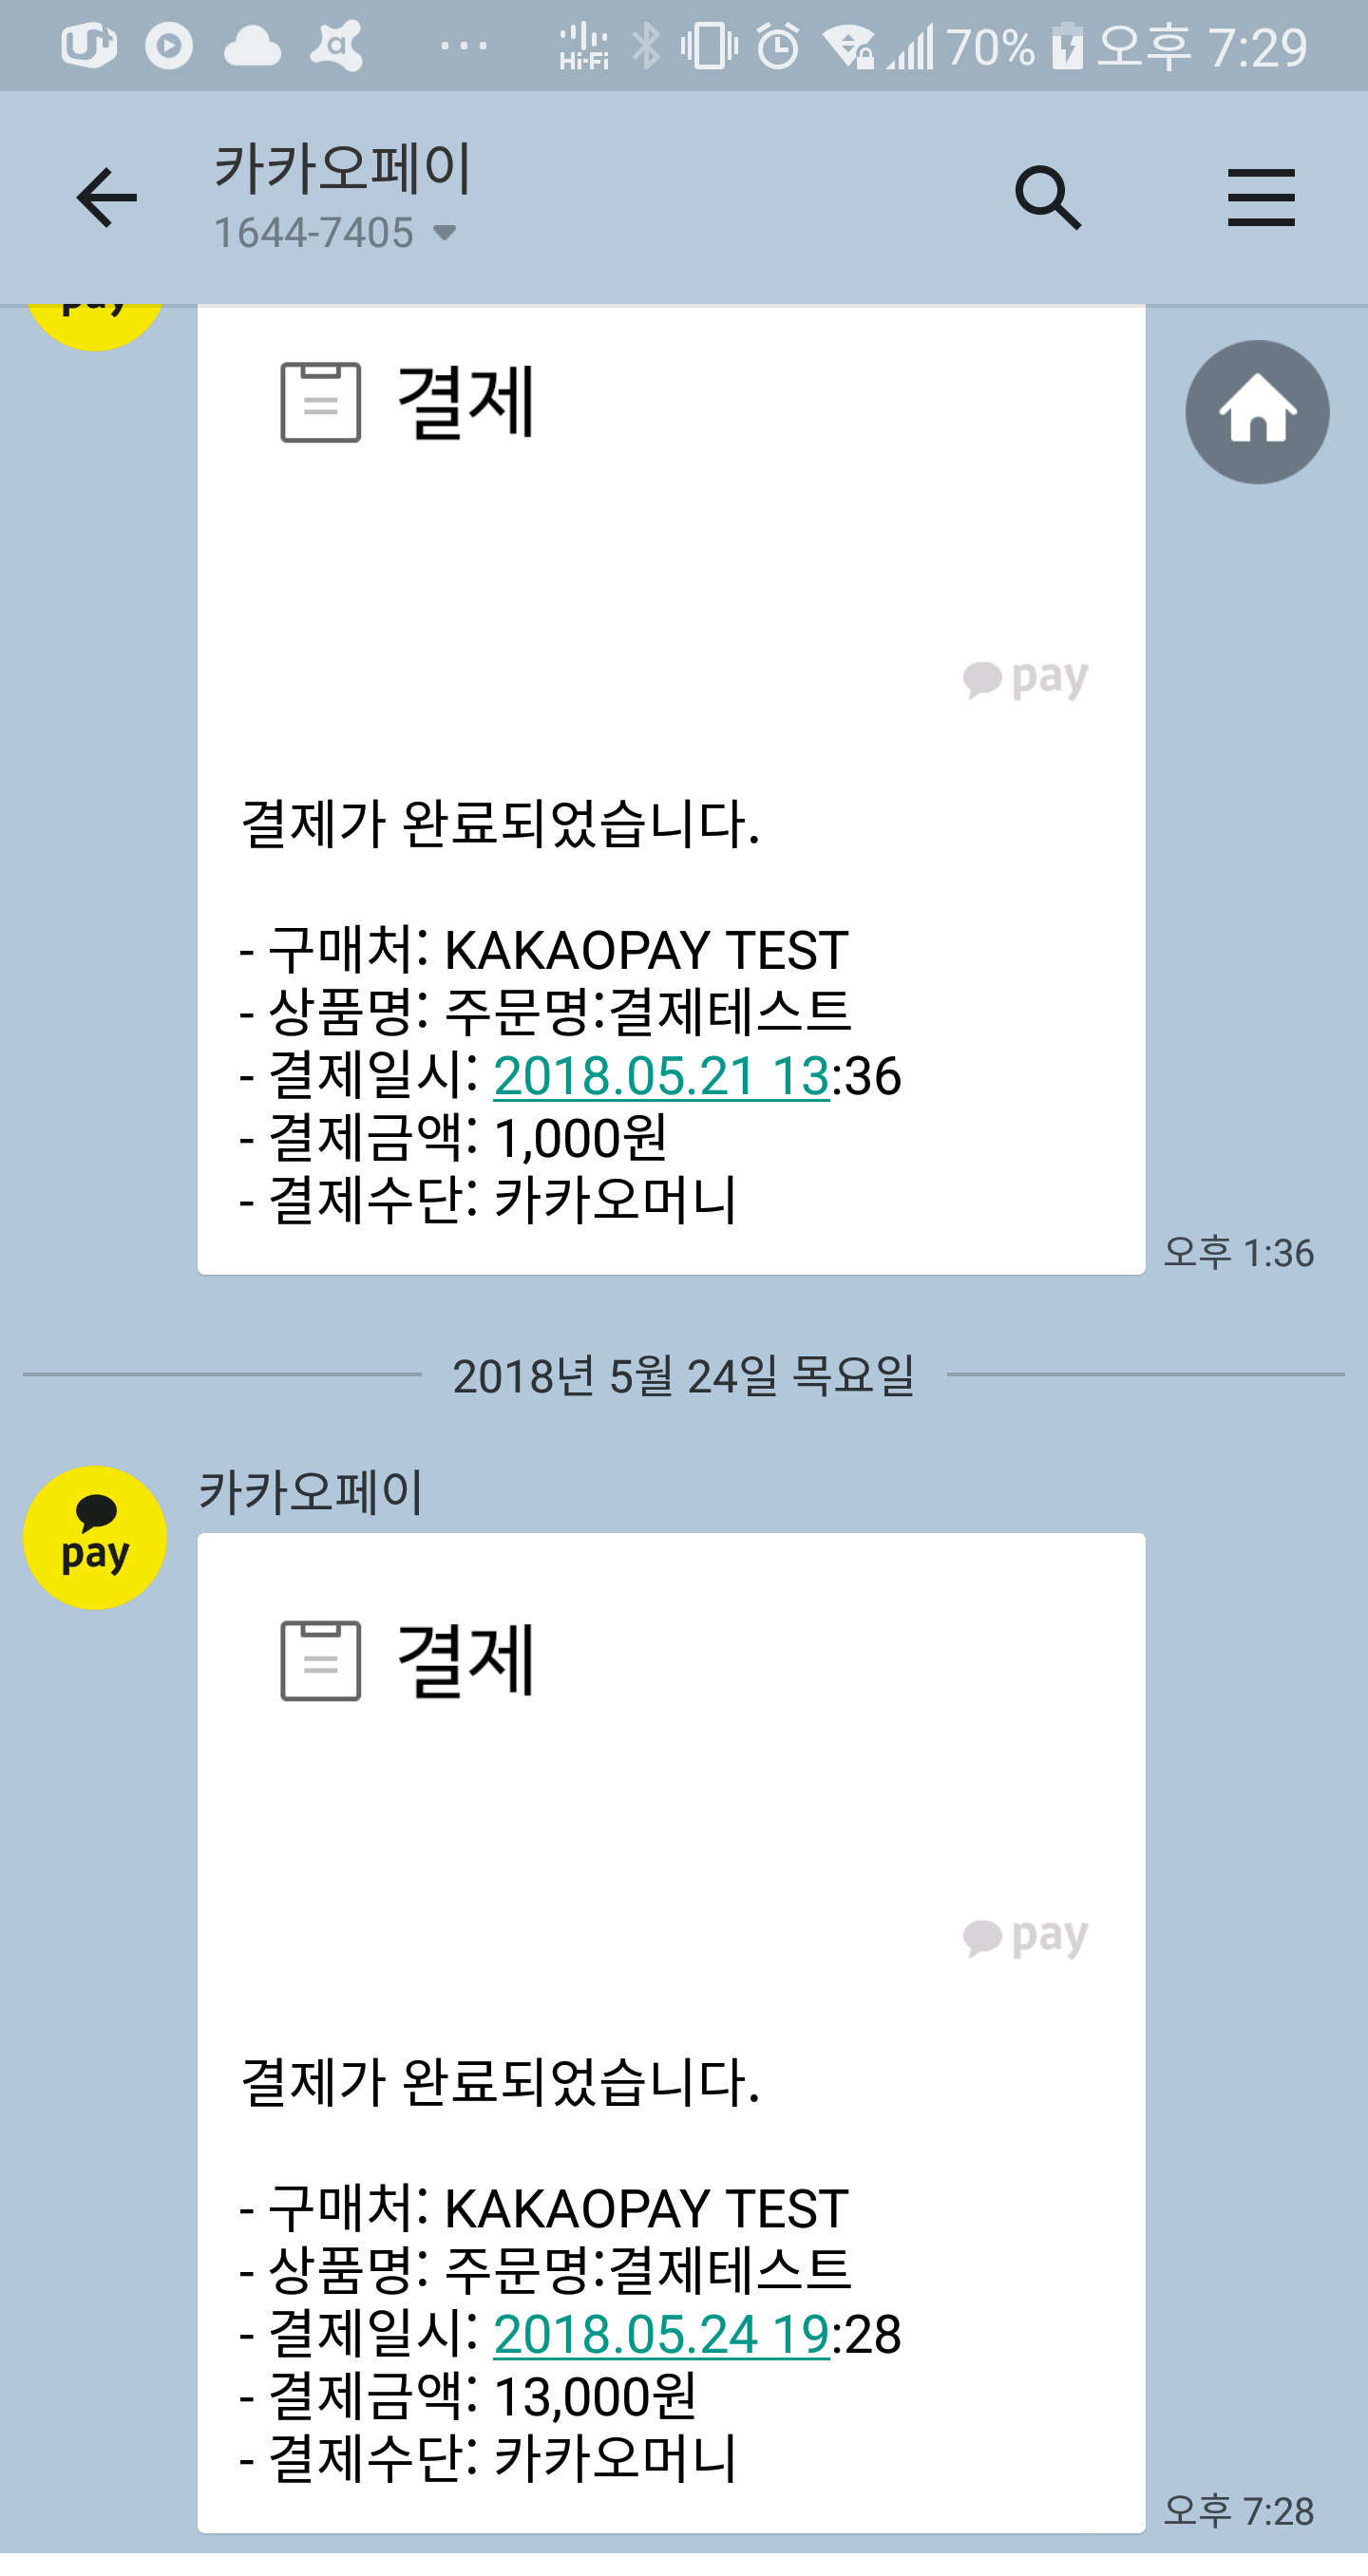 Hi-Fi 70% 오후 7:29
카카오페이
1644-7405
pay
결제
pay
결제가 완료되었습니다.
- 구매처: KAKAOPAY TEST
- 상품명: 주문명:결제테스트
- 결제일시: 2018.05.21 13:36
- 결제금액: 1,000원
- 결제수단: 카카오머니
오후 1:36
2018년 5월 24일 목요일
카카오페이
pay
결제
pay
결제가 완료되었습니다.
- 구매처: KAKAOPAY TEST
- 상품명: 주문명:결제테스트
- 결제일시: 2018.05.24 19:28
- 결제금액: 13,000원
- 결제수단: 카카오머니
오후 7:28